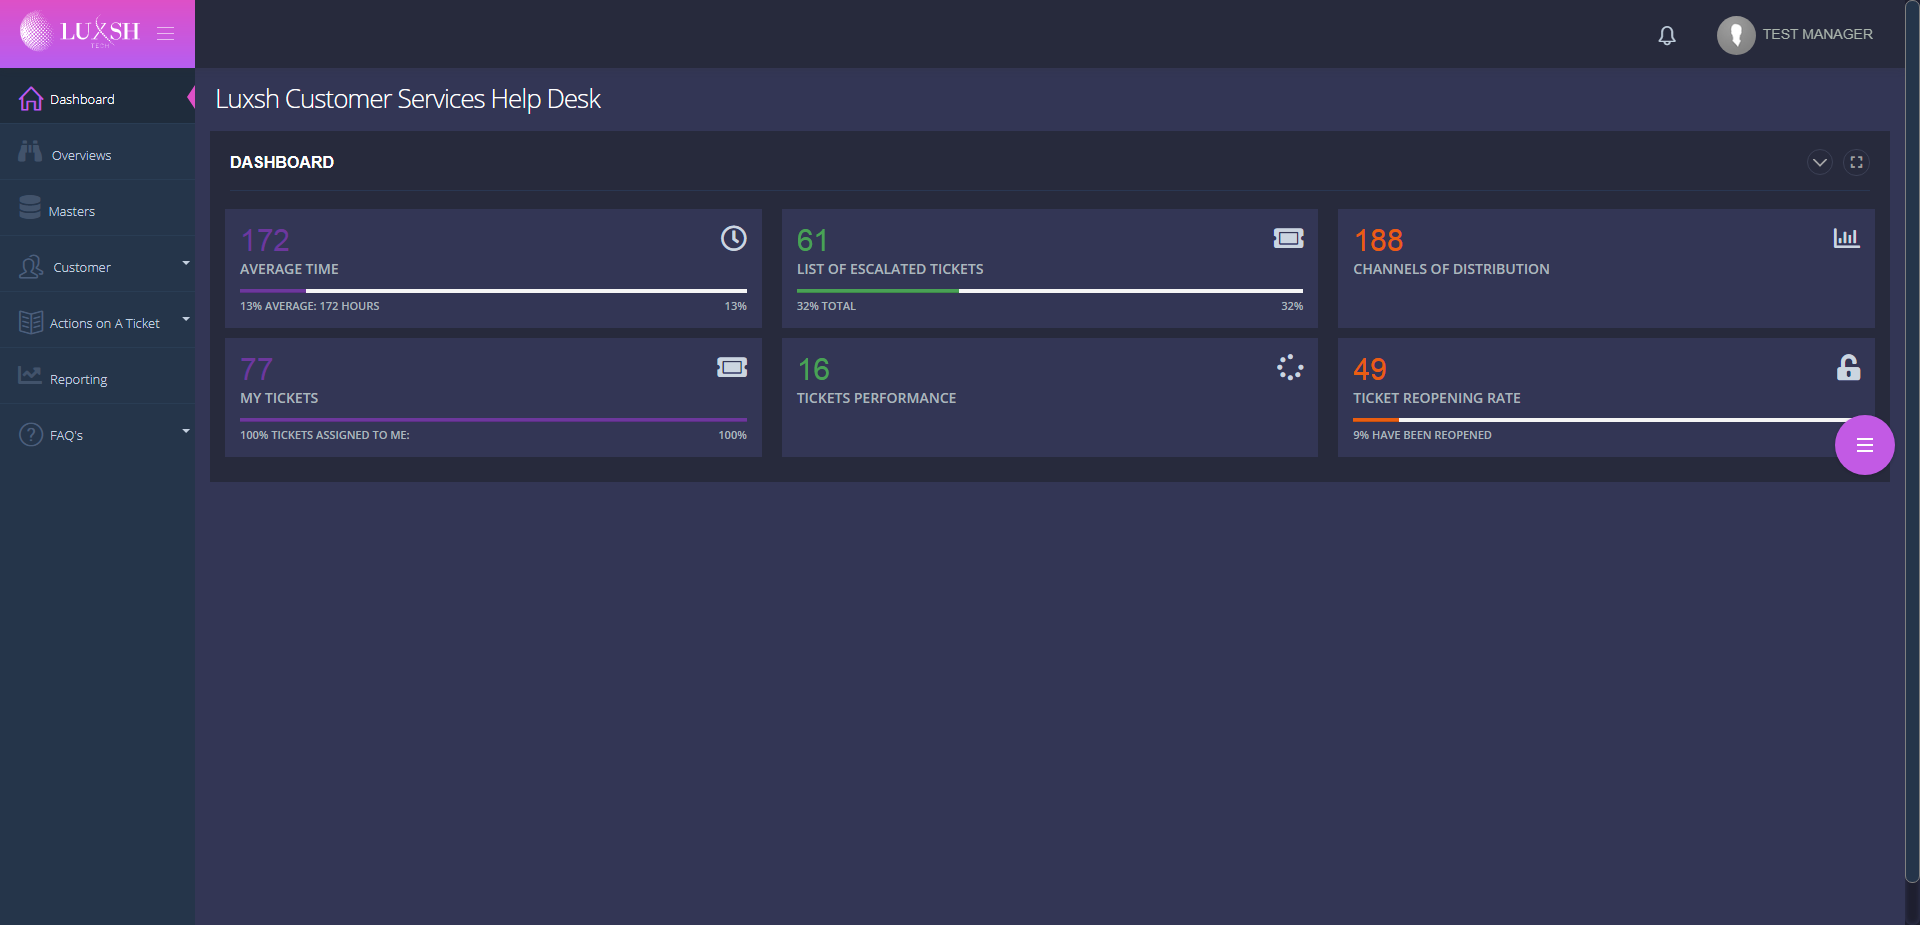 LUXSH
TECH
TEST MANAGER
Dashboard
Overviews
Masters
Customer
Actions on A Ticket
Reporting
FAQ's
Luxsh Customer Services Help Desk
DASHBOARD
172
AVERAGE TIME
13% AVERAGE: 172 HOURS 13%
61
LIST OF ESCALATED TICKETS
32% TOTAL 32%
188
CHANNELS OF DISTRIBUTION
77
MY TICKETS
100% TICKETS ASSIGNED TO ME: 100%
16
TICKETS PERFORMANCE
49
TICKET REOPENING RATE
9% HAVE BEEN REOPENED